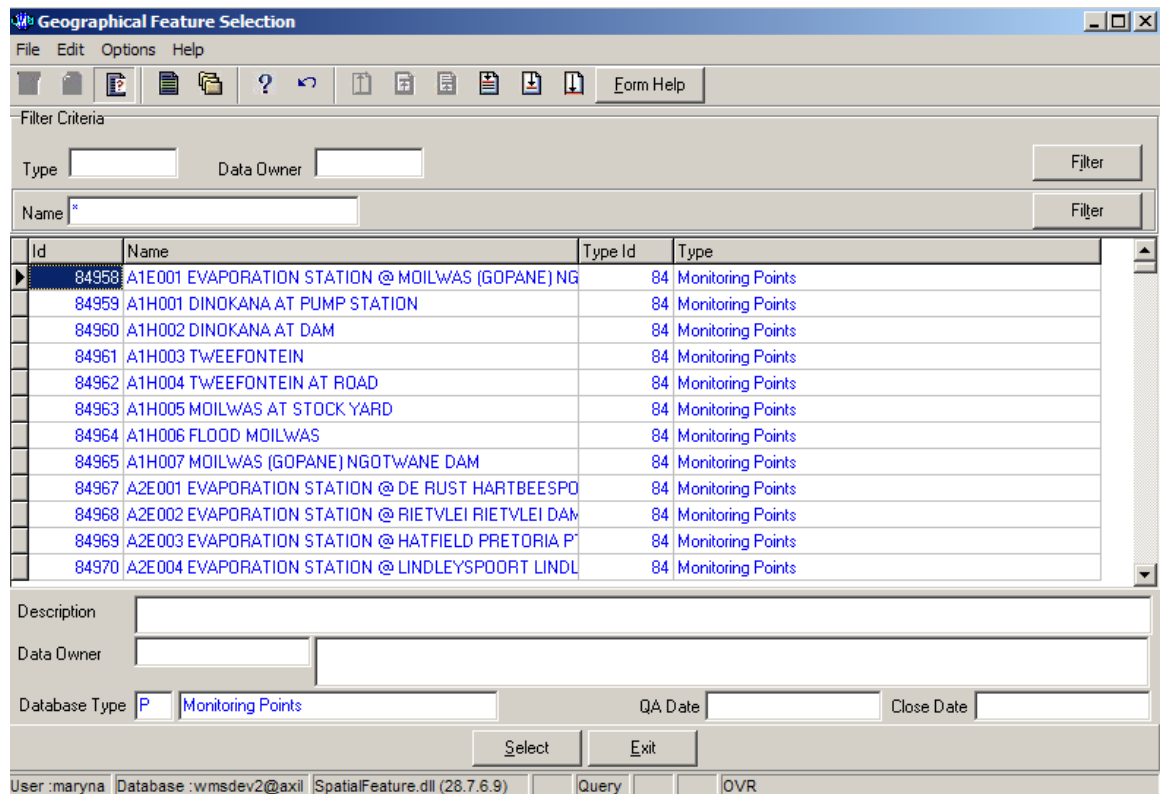 Geographical Feature Selection
File Edit Options Help
? Form Help
Filter Criteria
Type Data Owner Filter
Name * Filter
Id Name Type Id Type
84958 A1E001 EVAPORATION STATION @ MOILWAS (GOPANE) NG 84 Monitoring Points
84959 A1H001 DINOKANA AT PUMP STATION 84 Monitoring Points
84960 A1H002 DINOKANA AT DAM 84 Monitoring Points
84961 A1H003 TWEEFONTEIN 84 Monitoring Points
84962 A1H004 TWEEFONTEIN AT ROAD 84 Monitoring Points
84963 A1H005 MOILWAS AT STOCK YARD 84 Monitoring Points
84964 A1H006 FLOOD MOILWAS 84 Monitoring Points
84965 A1H007 MOILWAS (GOPANE) NGOTWANE DAM 84 Monitoring Points
84967 A2E001 EVAPORATION STATION @ DE RUST HARTBEESPO 84 Monitoring Points
84968 A2E002 EVAPORATION STATION @ RIETVLEI RIETVLEI DAM 84 Monitoring Points
84969 A2E003 EVAPORATION STATION @ HATFIELD PRETORIA PT 84 Monitoring Points
84970 A2E004 EVAPORATION STATION @ LINDLEYSPOORT LINDL 84 Monitoring Points
Description
Data Owner
Database Type P Monitoring Points QA Date Close Date
Select Exit
User :maryna Database :wmsdev2@axil SpatialFeature.dll (28.7.6.9) Query OVR